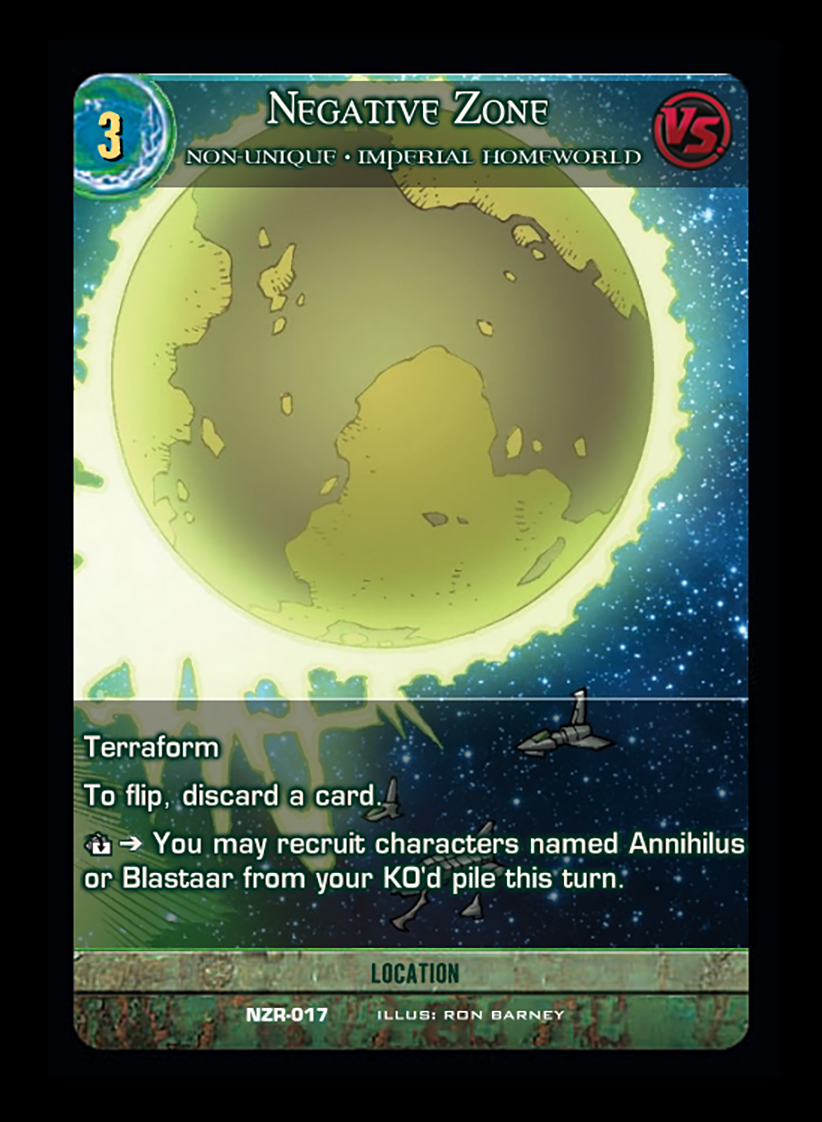 3
Negative Zone
VS.
NON-UNIQUE • IMPERIAL HOMEWORLD
Terraform
To flip, discard a card.
➔ You may recruit characters named Annihilus
or Blastaar from your KO'd pile this turn.
LOCATION
NZR-017 ILLUS: RON BARNEY